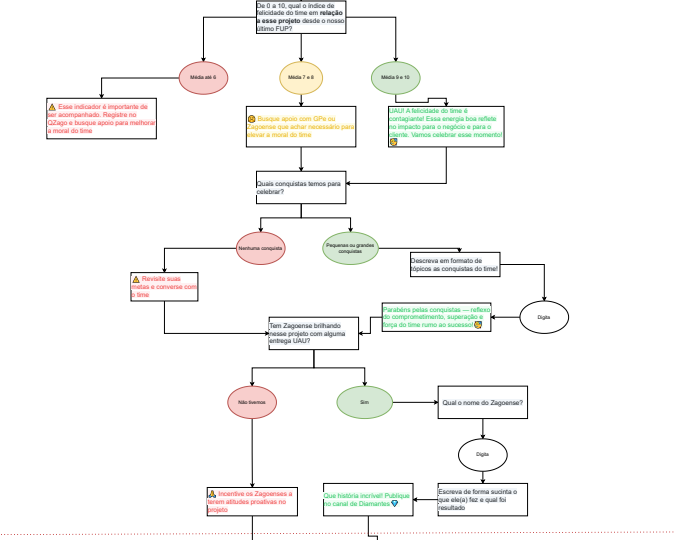 De 0 a 10, qual o índice de
felicidade do time em relação
a esse projeto desde o nosso
último FUP?
Média até 6
Média 7 e 8
Média 9 e 10
⚠️ Esse indicador é importante de
ser acompanhado. Registre no
QZago e busque apoio para melhorar
a moral do time
Busque apoio com GPe ou
Zagoense que achar necessário para
elevar a moral do time
UAU! A felicidade do time é
contagiante! Essa energia boa reflete
no impacto para o negócio e para o
cliente. Vamos celebrar esse momento!
Quais conquistas temos para
celebrar?
Nenhuma conquista
Pequenas ou grandes
conquistas
Descreva em formato de
tópicos as conquistas do time!
⚠️ Revisite suas
metas e converse com
o time
Digita
Parabéns pelas conquistas — reflexo
do comprometimento, superação e
força do time rumo ao sucesso!
Tem Zagoense brilhando
nesse projeto com alguma
entrega UAU?
Não tivemos
Sim
Qual o nome do Zagoense?
Digita
🙏 Incentive os Zagoenses a
terem atitudes proativas no
projeto
Que história incrível! Publique
no canal de Diamantes 💎
Escreva de forma sucinta o
que ele(a) fez e qual foi
resultado